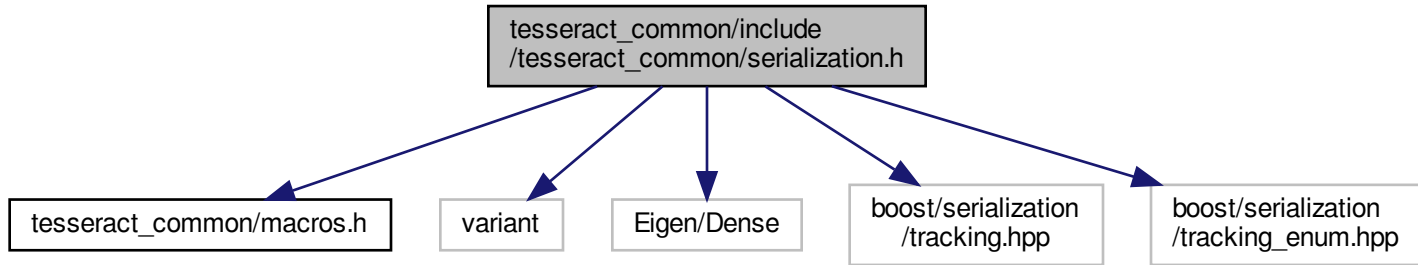 tesseract_common/include
/tesseract_common/serialization.h
tesseract_common/macros.h
variant
Eigen/Dense
boost/serialization
/tracking.hpp
boost/serialization
/tracking_enum.hpp